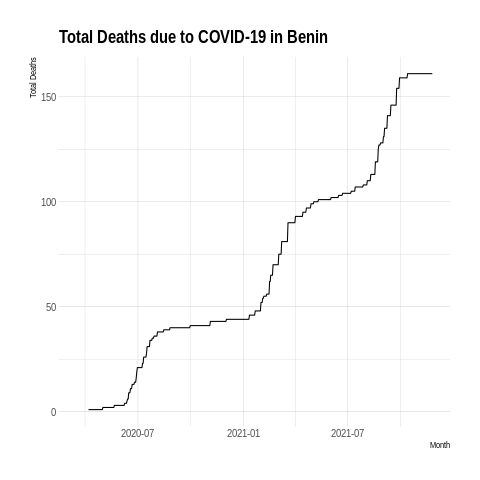 Total Deaths due to COVID-19 in Benin
Total Deaths
150
100
50
0
2020-07 2021-01 2021-07
Month